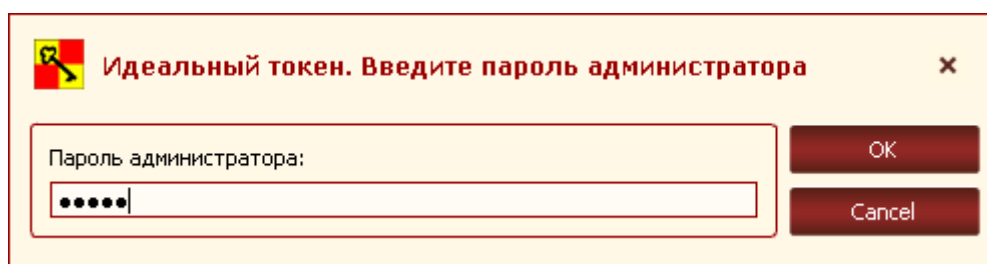 Идеальный токен. Введите пароль администратора
Пароль администратора:
•••••
OK
Cancel